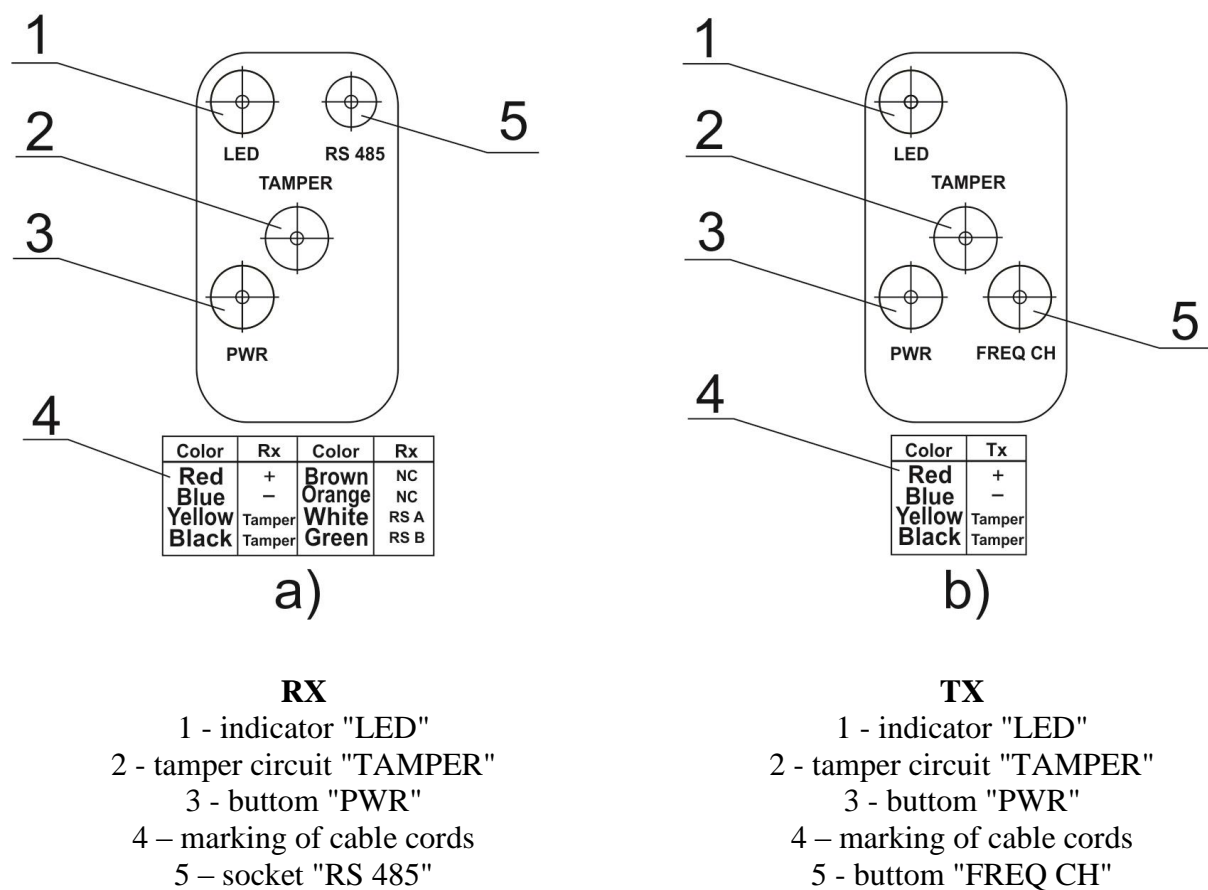 1
2
3
4
5
LED
RS 485
TAMPER
PWR
Color Rx Color Rx
Red + Brown NC
Blue – Orange NC
Yellow Tamper White RS A
Black Tamper Green RS B
a)
1
2
3
4
5
LED
TAMPER
PWR
FREQ CH
Color Tx
Red +
Blue –
Yellow Tamper
Black Tamper
b)
RX
1 - indicator "LED"
2 - tamper circuit "TAMPER"
3 - buttom "PWR"
4 – marking of cable cords
5 – socket "RS 485"
TX
1 - indicator "LED"
2 - tamper circuit "TAMPER"
3 - buttom "PWR"
4 – marking of cable cords
5 - buttom "FREQ CH"